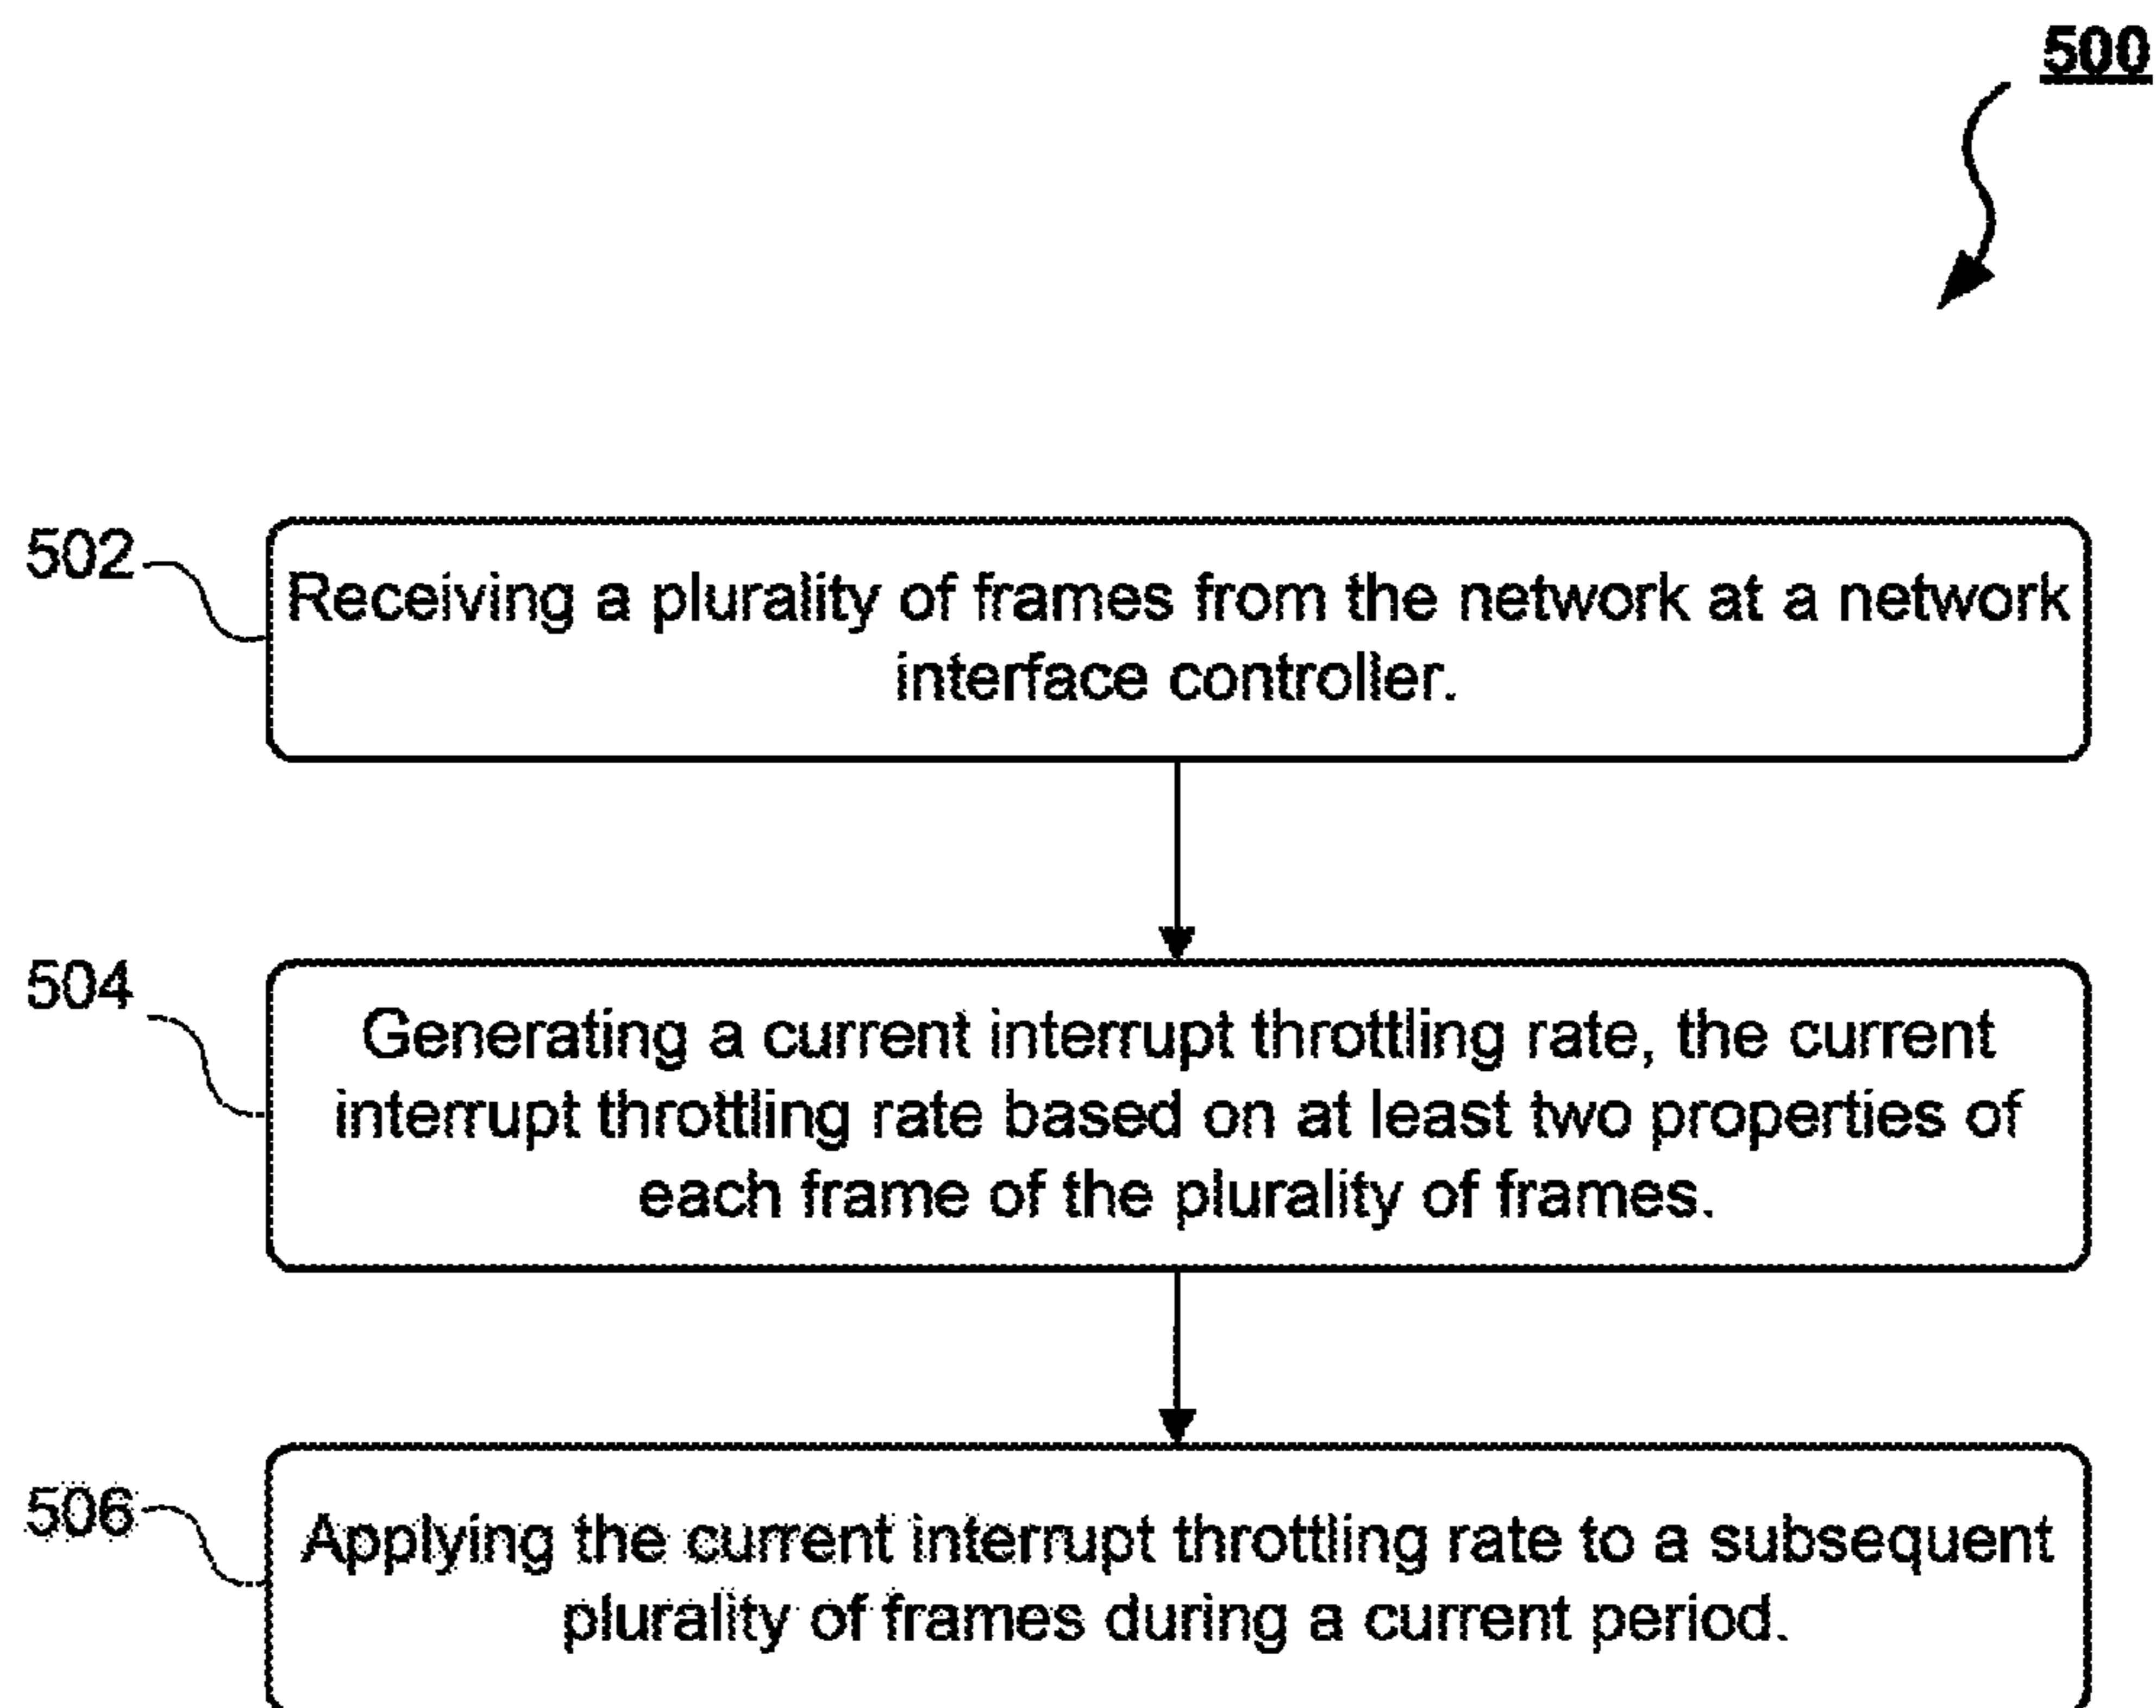 500
502
Receiving a plurality of frames from the network at a network
interface controller.
504
Generating a current interrupt throttling rate, the current
interrupt throttling rate based on at least two properties of
each frame of the plurality of frames.
506
Applying the current interrupt throttling rate to a subsequent
plurality of frames during a current period.